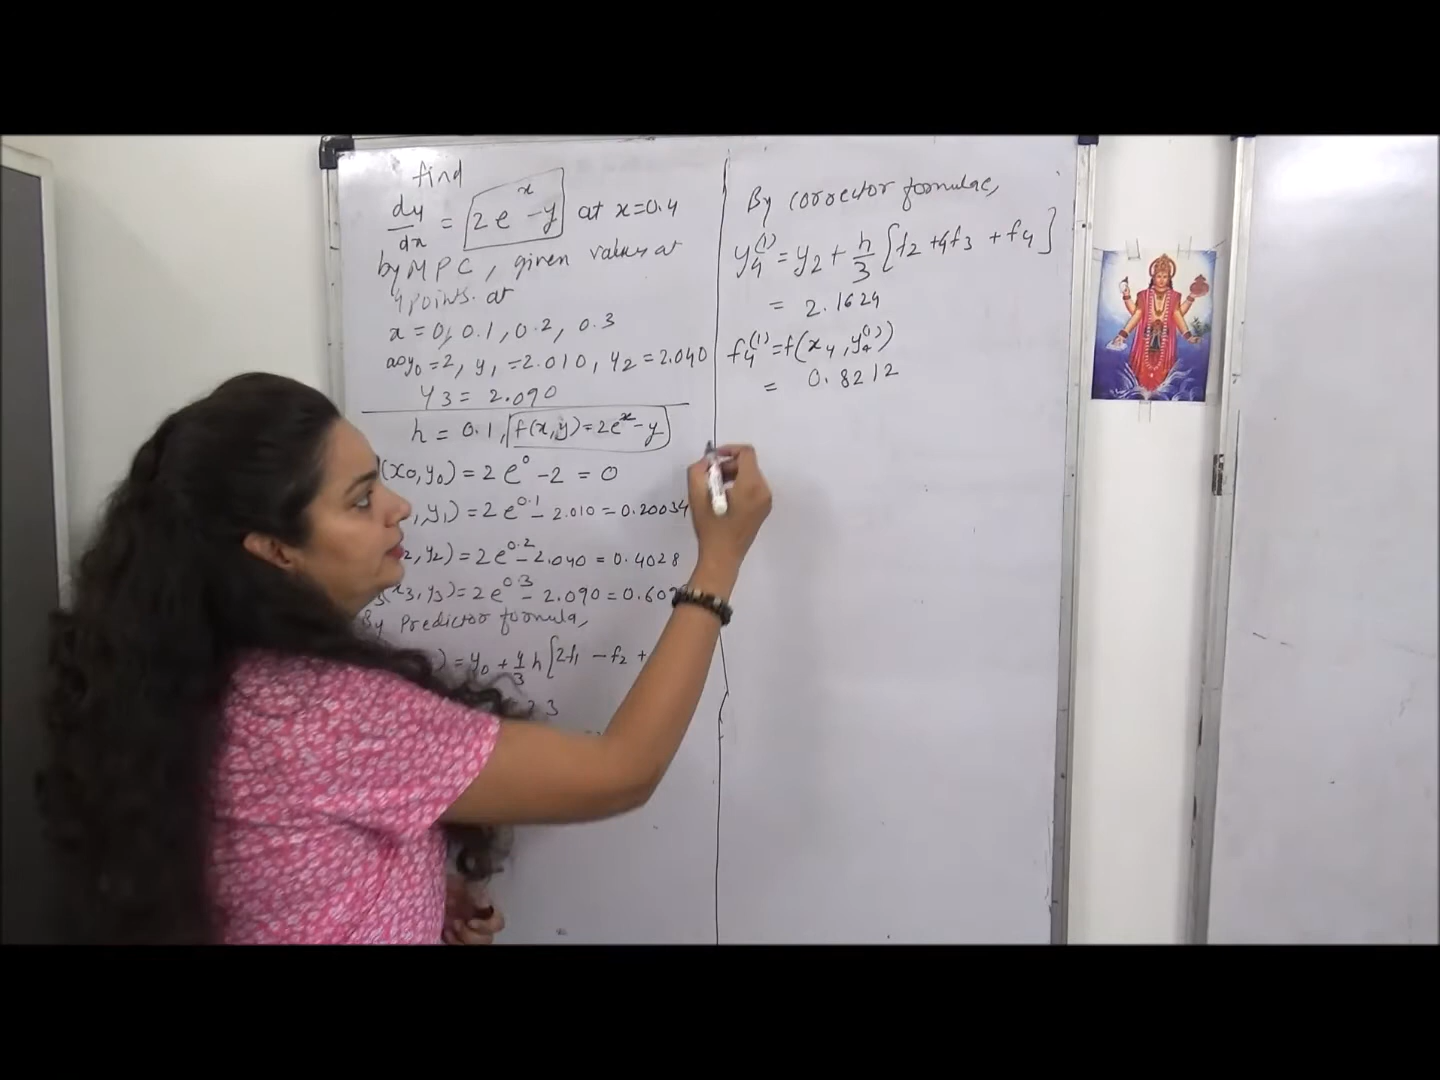 find
dy/dx = 2e^x - y at x=0.4
by MPC, given values at
4 points at
x = 0, 0.1, 0.2, 0.3
y0 = 2, y1 = 2.010, y2 = 2.040
y3 = 2.090
h = 0.1, f(x,y) = 2e^x - y
(x0, y0) = 2e^0 - 2 = 0
, y1) = 2e^0.1 - 2.010 = 0.20034
2, y2) = 2e^0.2 - 2.040 = 0.4028
x3, y3) = 2e^0.3 - 2.090 = 0.609
By Predictor formula,
) = y0 + 4/3 h [2f1 - f2 +
23
By corrector formulae,
y4^(1) = y2 + h/3 [f2 + 4f3 + f4]
= 2.1624
f4^(1) = f(x4, y4^(1))
= 0.8212